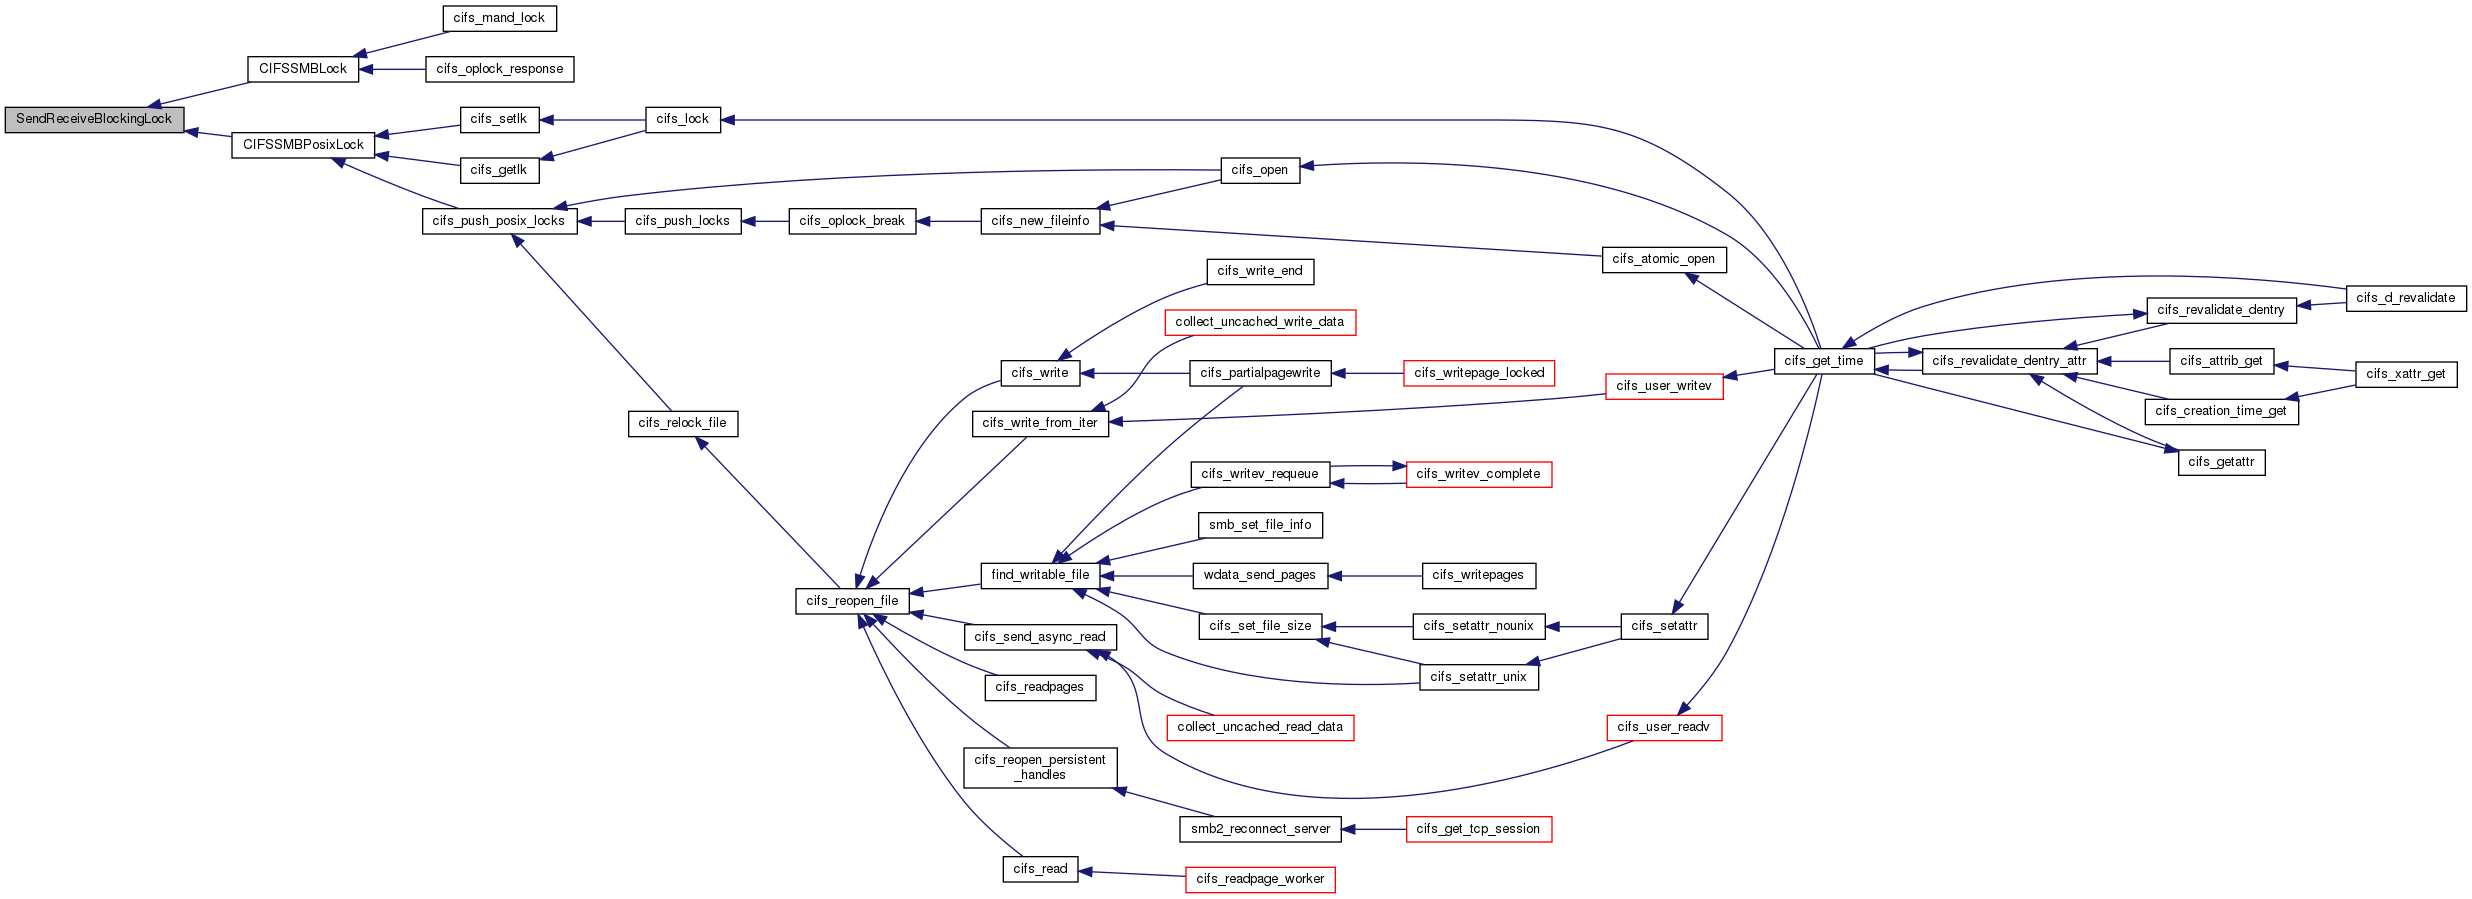 cifs_mand_lock
CIFSSMBLock
cifs_oplock_response
SendReceiveBlockingLock
cifs_setlk
cifs_lock
CIFSSMBPosixLock
cifs_getlk
cifs_open
cifs_push_posix_locks
cifs_push_locks
cifs_oplock_break
cifs_new_fileinfo
cifs_atomic_open
cifs_write_end
cifs_d_revalidate
cifs_revalidate_dentry
collect_uncached_write_data
cifs_write
cifs_partialpagewrite
cifs_writepage_locked
cifs_get_time
cifs_revalidate_dentry_attr
cifs_attrib_get
cifs_xattr_get
cifs_user_writev
cifs_creation_time_get
cifs_relock_file
cifs_write_from_iter
cifs_getattr
cifs_writev_requeue
cifs_writev_complete
smb_set_file_info
find_writable_file
wdata_send_pages
cifs_writepages
cifs_reopen_file
cifs_set_file_size
cifs_setattr_nounix
cifs_setattr
cifs_send_async_read
cifs_setattr_unix
cifs_readpages
collect_uncached_read_data
cifs_user_readv
cifs_reopen_persistent
_handles
smb2_reconnect_server
cifs_get_tcp_session
cifs_read
cifs_readpage_worker